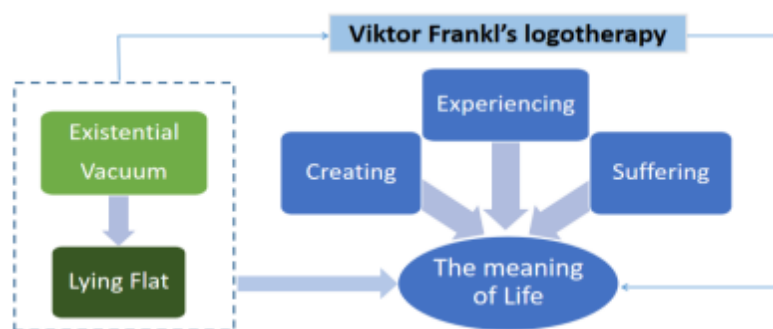 Viktor Frankl's logotherapy
Experiencing
Existential
Vacuum
Creating
Suffering
Lying Flat
The meaning
of Life